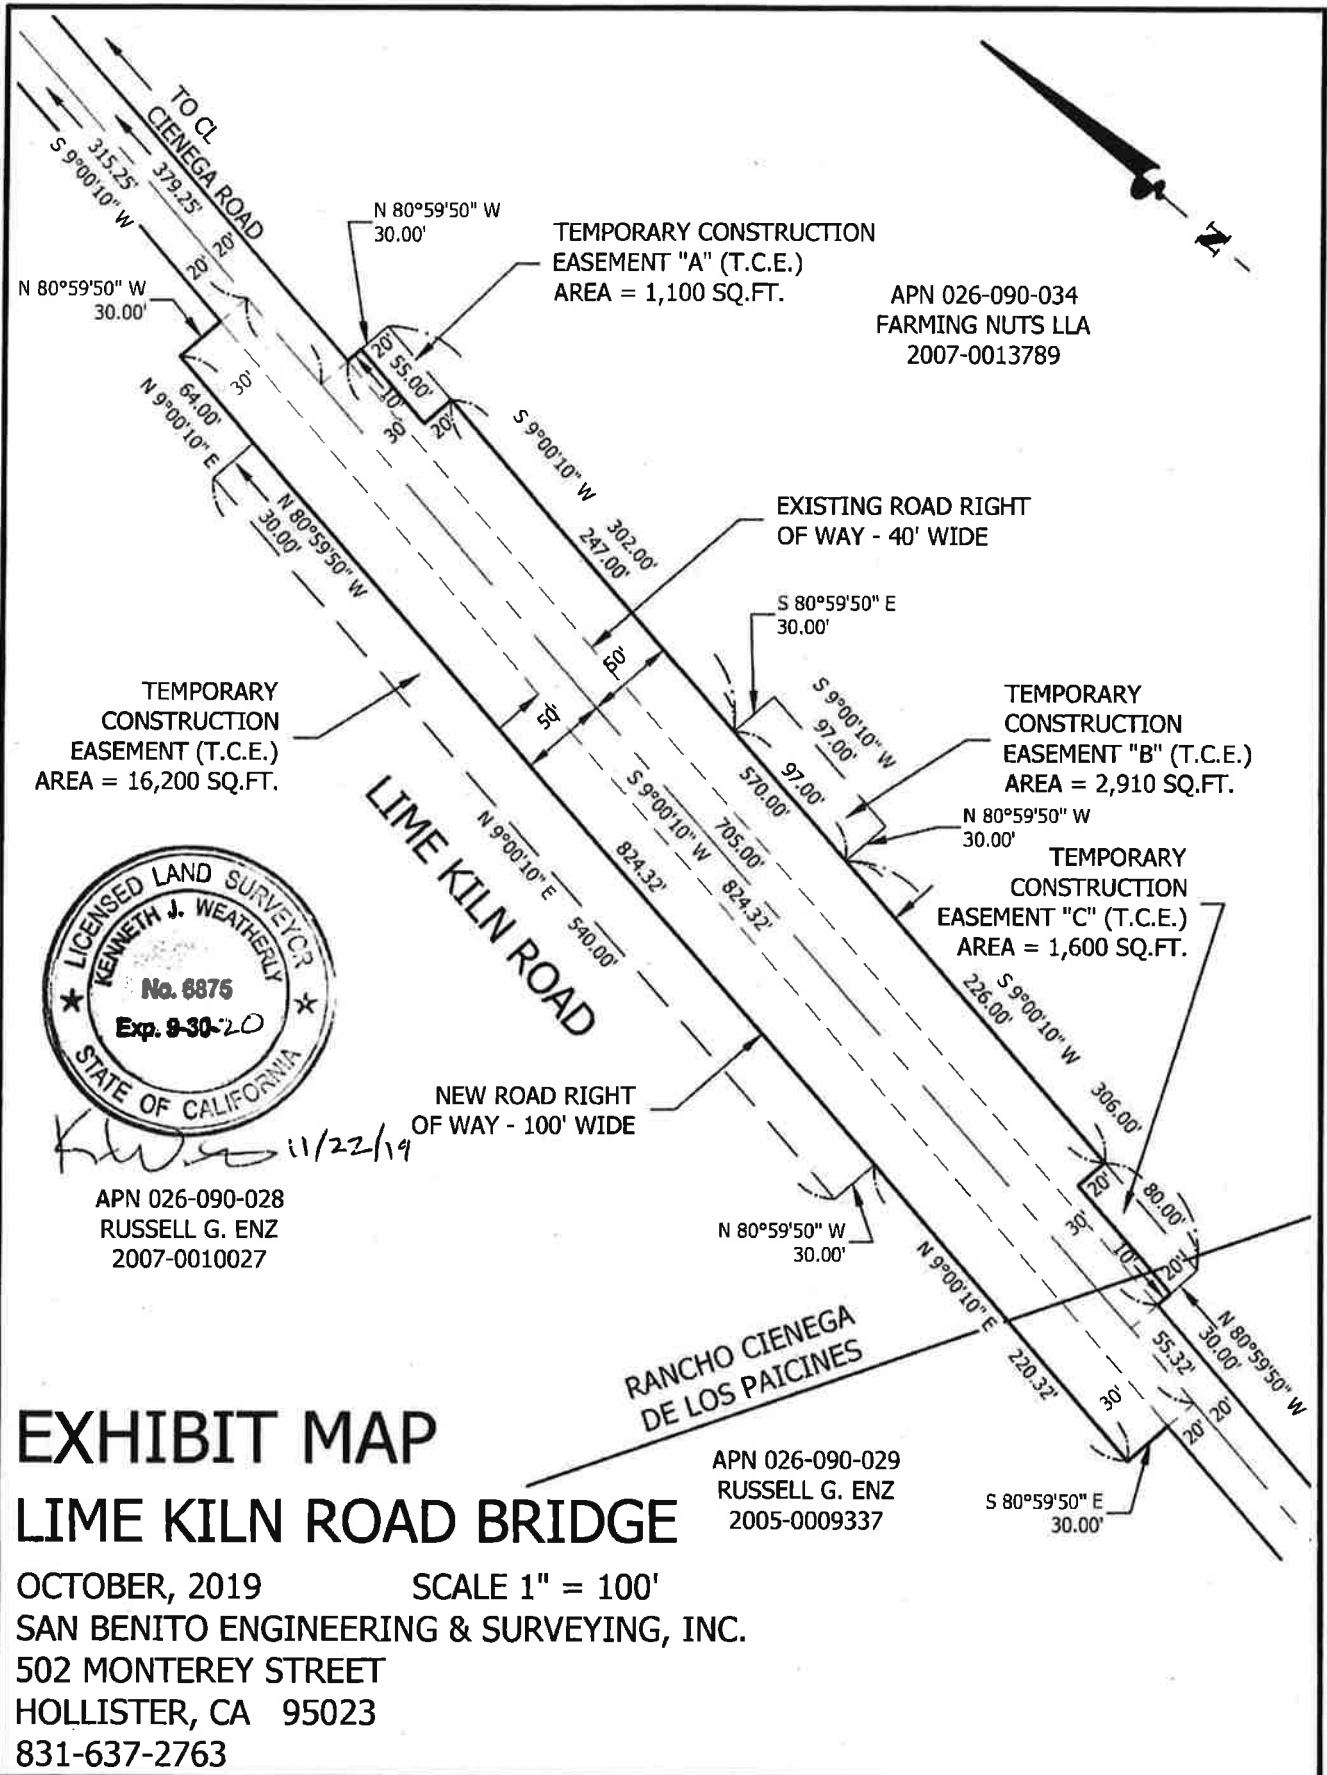 TO CL
CIENEGA ROAD
315.25'
S 9°00'10" W
379.25'
20'
20'
N 80°59'50" W
30.00'
TEMPORARY CONSTRUCTION
EASEMENT "A" (T.C.E.)
AREA = 1,100 SQ.FT.
N
N 80°59'50" W
30.00'
APN 026-090-034
FARMING NUTS LLA
2007-0013789
20'
55.00'
10'
30'
20'
30'
64.00'
N 9°00'10" E
S 9°00'10" W
302.00'
247.00'
N 80°59'50" W
30.00'
EXISTING ROAD RIGHT
OF WAY - 40' WIDE
S 80°59'50" E
30.00'
50'
50'
TEMPORARY
CONSTRUCTION
EASEMENT (T.C.E.)
AREA = 16,200 SQ.FT.
S 9°00'10" W
97.00'
TEMPORARY
CONSTRUCTION
EASEMENT "B" (T.C.E.)
AREA = 2,910 SQ.FT.
97.00'
570.00'
N 80°59'50" W
30.00'
S 9°00'10" W
705.00'
824.32'
LIME KILN ROAD
N 9°00'10" E
540.00'
824.32'
TEMPORARY
CONSTRUCTION
EASEMENT "C" (T.C.E.)
AREA = 1,600 SQ.FT.
LICENSED LAND SURVEYOR
KENNETH J. WEATHERLY
No. 6875
Exp. 9-30-20
STATE OF CALIFORNIA
11/22/19
226.00'
S 9°00'10" W
306.00'
NEW ROAD RIGHT
OF WAY - 100' WIDE
APN 026-090-028
RUSSELL G. ENZ
2007-0010027
20'
80.00'
30'
10'
20'
N 80°59'50" W
30.00'
N 9°00'10" E
220.32'
N 80°59'50" W
30.00'
55.32'
30'
20'
20'
RANCHO CIENEGA
DE LOS PAICINES
APN 026-090-029
RUSSELL G. ENZ
2005-0009337
S 80°59'50" E
30.00'
EXHIBIT MAP
LIME KILN ROAD BRIDGE
OCTOBER, 2019 SCALE 1" = 100'
SAN BENITO ENGINEERING & SURVEYING, INC.
502 MONTEREY STREET
HOLLISTER, CA 95023
831-637-2763